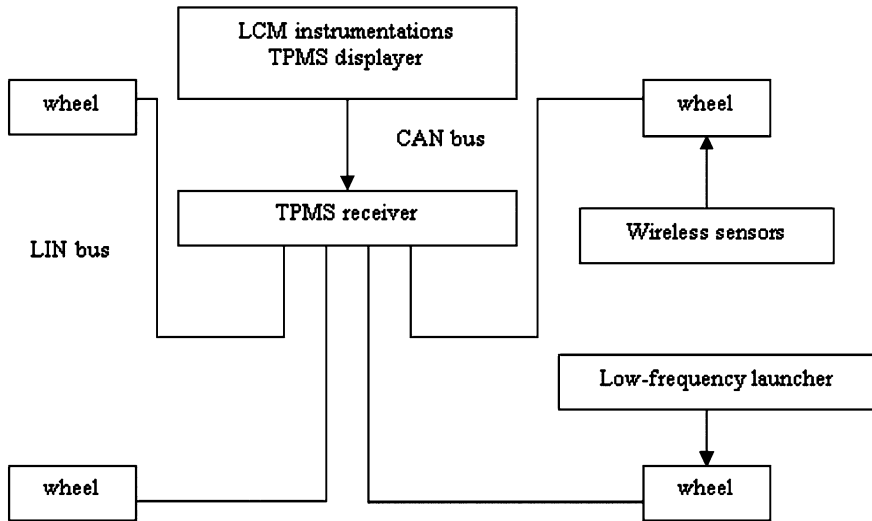 LCM instrumentations
TPMS displayer
wheel
wheel
CAN bus
TPMS receiver
LIN bus
Wireless sensors
Low-frequency launcher
wheel
wheel